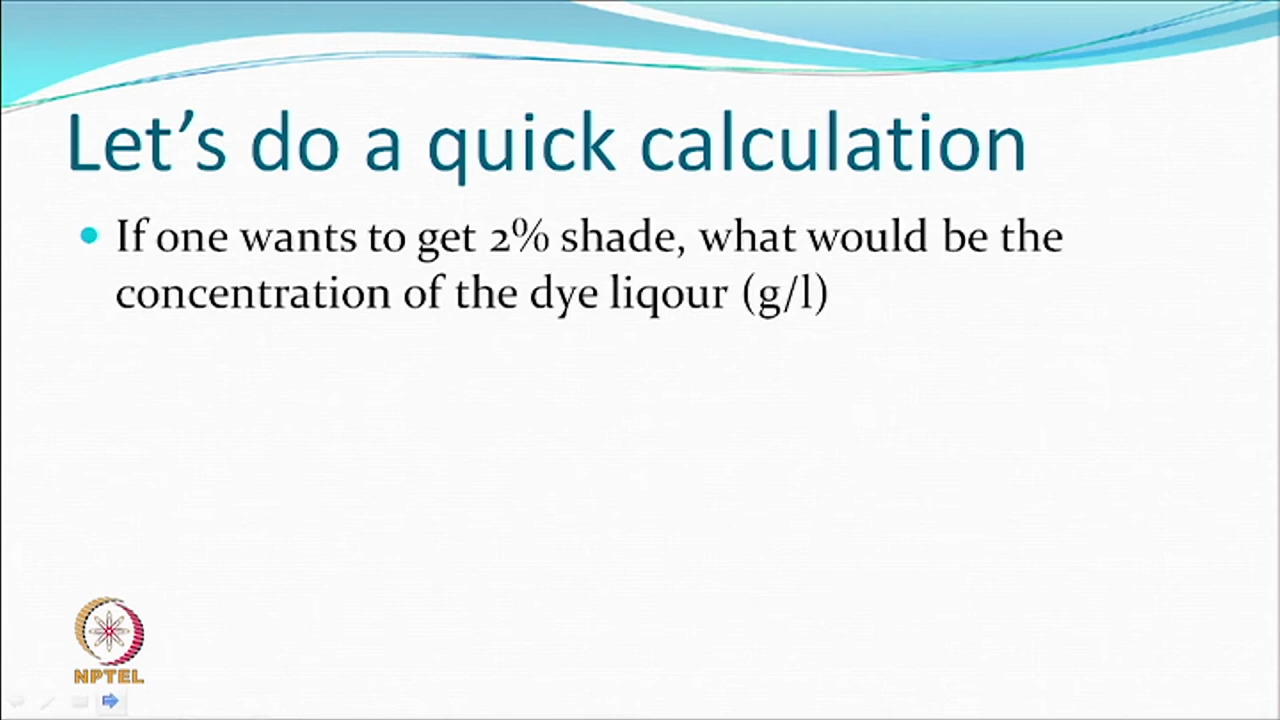 Let's do a quick calculation
If one wants to get 2% shade, what would be the
concentration of the dye liqour (g/l)
NPTEL